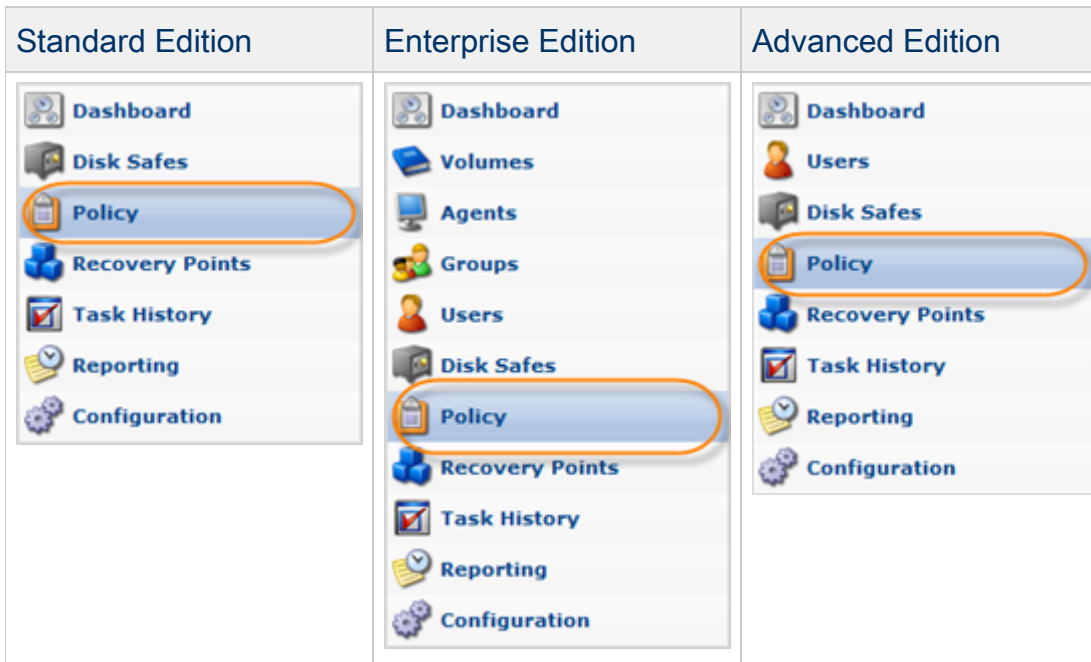 Standard Edition
Enterprise Edition
Advanced Edition
Dashboard
Disk Safes
Policy
Recovery Points
Task History
Reporting
Configuration
Dashboard
Volumes
Agents
Groups
Users
Disk Safes
Policy
Recovery Points
Task History
Reporting
Configuration
Dashboard
Users
Disk Safes
Policy
Recovery Points
Task History
Reporting
Configuration